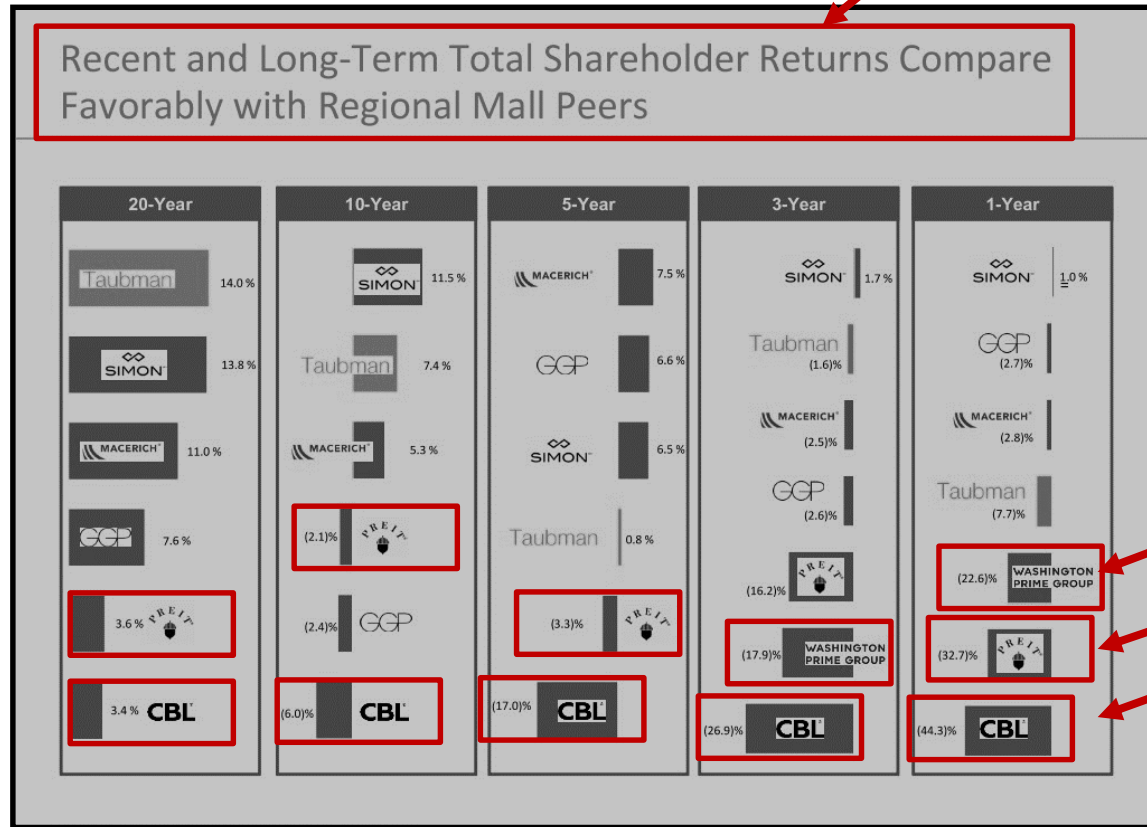 Recent and Long-Term Total Shareholder Returns Compare
Favorably with Regional Mall Peers
20-Year
Taubman 14.0 %
SIMON 13.8 %
MACERICH 11.0 %
GGP 7.6 %
3.6 % PREIT
3.4 % CBL
10-Year
SIMON 11.5 %
Taubman 7.4 %
MACERICH 5.3 %
(2.1)% PREIT
(2.4)% GGP
(6.0)% CBL
5-Year
MACERICH 7.5 %
GGP 6.6 %
SIMON 6.5 %
Taubman 0.8 %
(3.3)% PREIT
(17.0)% CBL
3-Year
SIMON 1.7 %
Taubman
(1.6)%
MACERICH
(2.5)%
GGP
(2.6)%
(16.2)% PREIT
(17.9)% WASHINGTON
PRIME GROUP
(26.9)% CBL
1-Year
SIMON 1.0 %
GGP
(2.7)%
MACERICH
(2.8)%
Taubman
(7.7)%
(22.6)% WASHINGTON
PRIME GROUP
(32.7)% PREIT
(44.3)% CBL